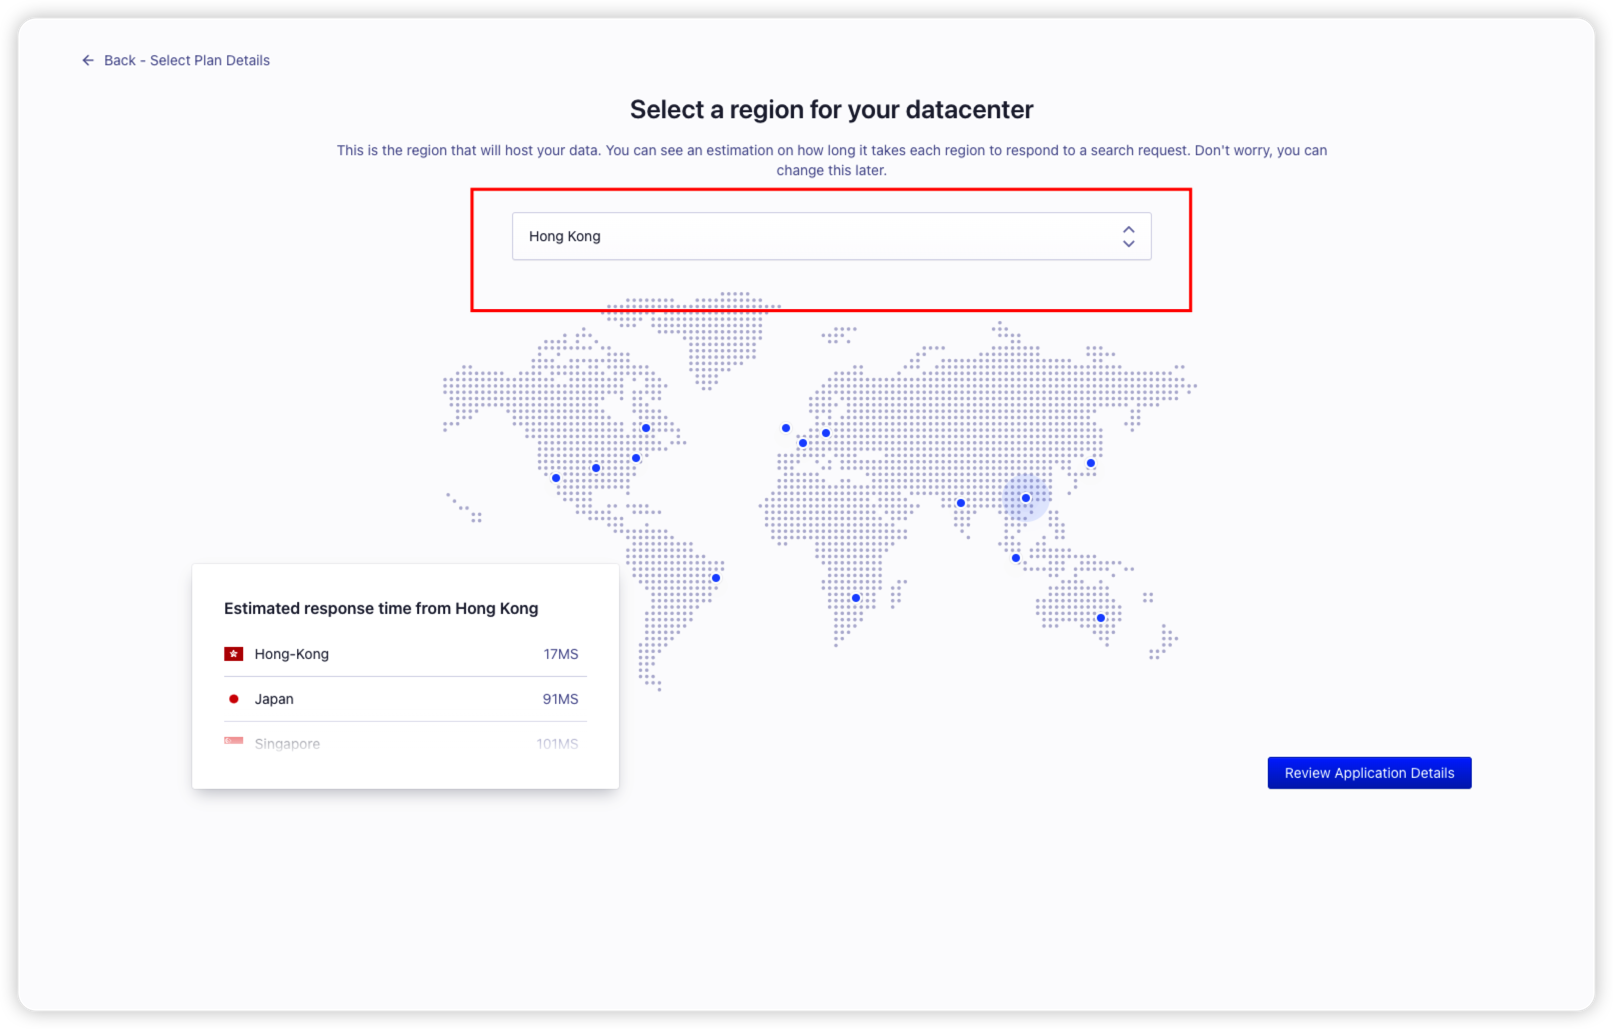 Back - Select Plan Details
Select a region for your datacenter
This is the region that will host your data. You can see an estimation on how long it takes each region to respond to a search request. Don't worry, you can
change this later.
Hong Kong
Estimated response time from Hong Kong
Hong-Kong 17MS
Japan 91MS
Singapore 101MS
Review Application Details